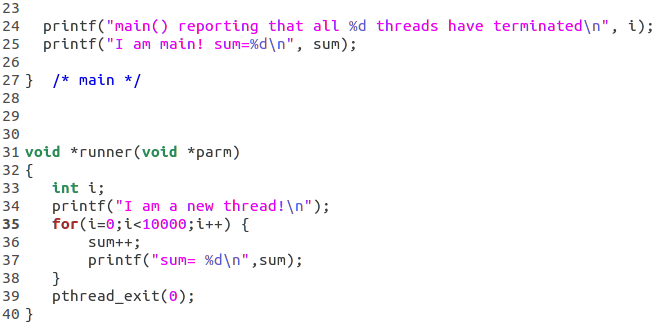 23
24   printf("main() reporting that all %d threads have terminated\n", i);
25   printf("I am main! sum=%d\n", sum);
26
27 }  /* main */
28
29
30
31 void *runner(void *parm)
32 {
33    int i;
34    printf("I am a new thread!\n");
35    for(i=0;i<10000;i++) {
36        sum++;
37        printf("sum= %d\n",sum);
38    }
39    pthread_exit(0);
40 }